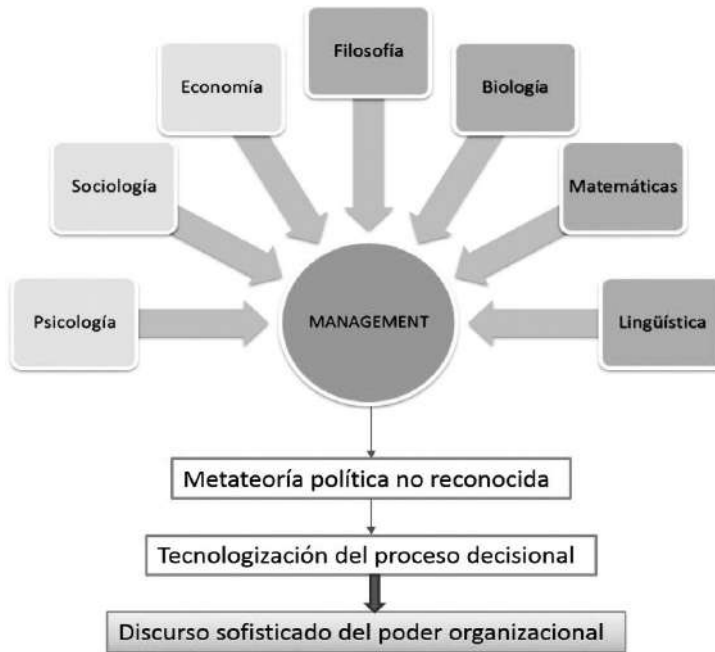 Filosofía
Economía
Biología
Sociología
Matemáticas
Psicología
MANAGEMENT
Lingüística
Metateoría política no reconocida
Tecnologización del proceso decisional
Discurso sofisticado del poder organizacional